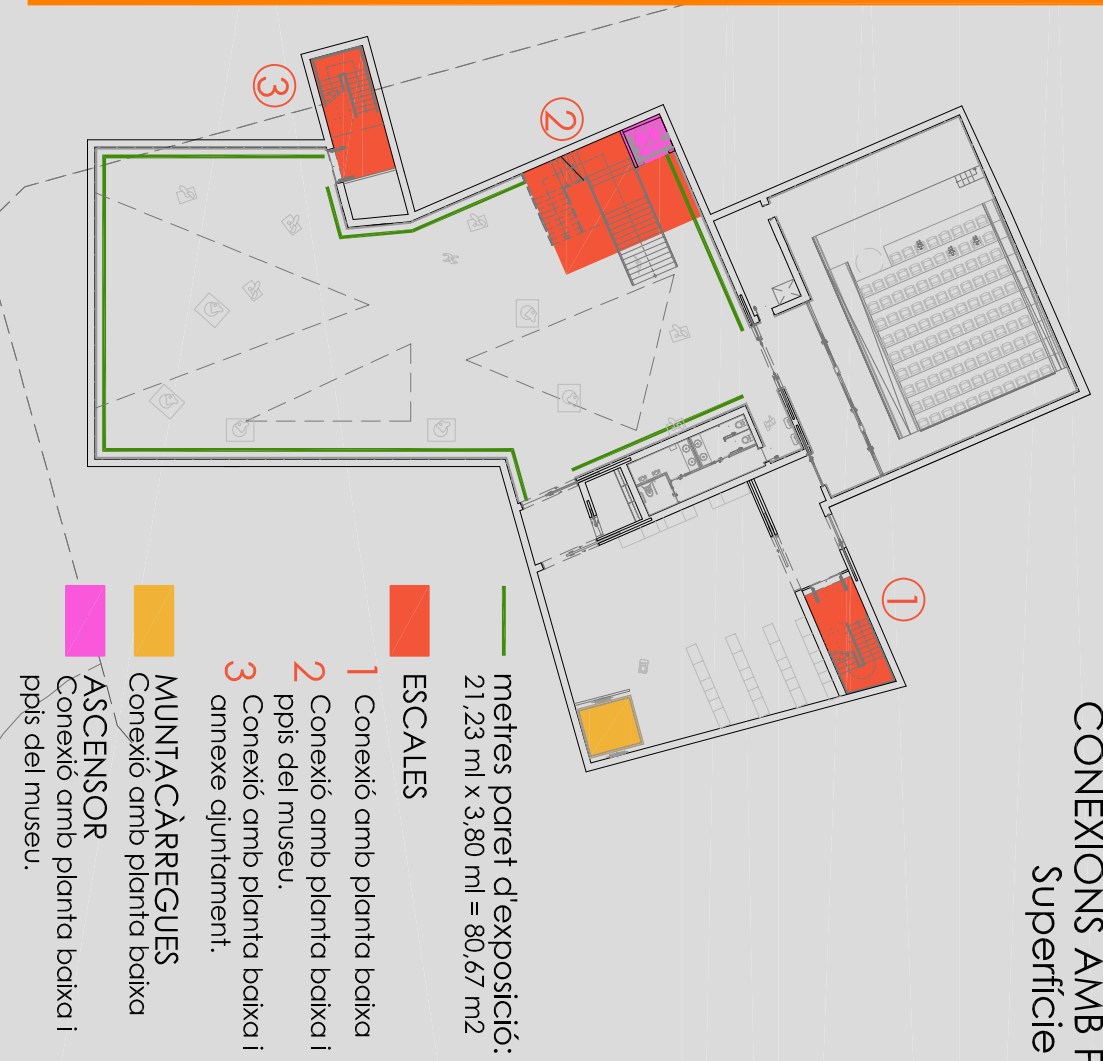 CONEXIONS AMB
Superfície
metres paret d'exposició:
21,23 ml x 3,80 ml = 80,67 m2
ESCALES
1 Conexió amb planta baixa
2 Conexió amb planta baixa i
ppis del museu.
3 Conexió amb planta baixa i
annexe ajuntament.
MUNTACÀRREGUES
Conexió amb planta baixa
ASCENSOR
Conexió amb planta baixa i
ppis del museu.
1
2
3